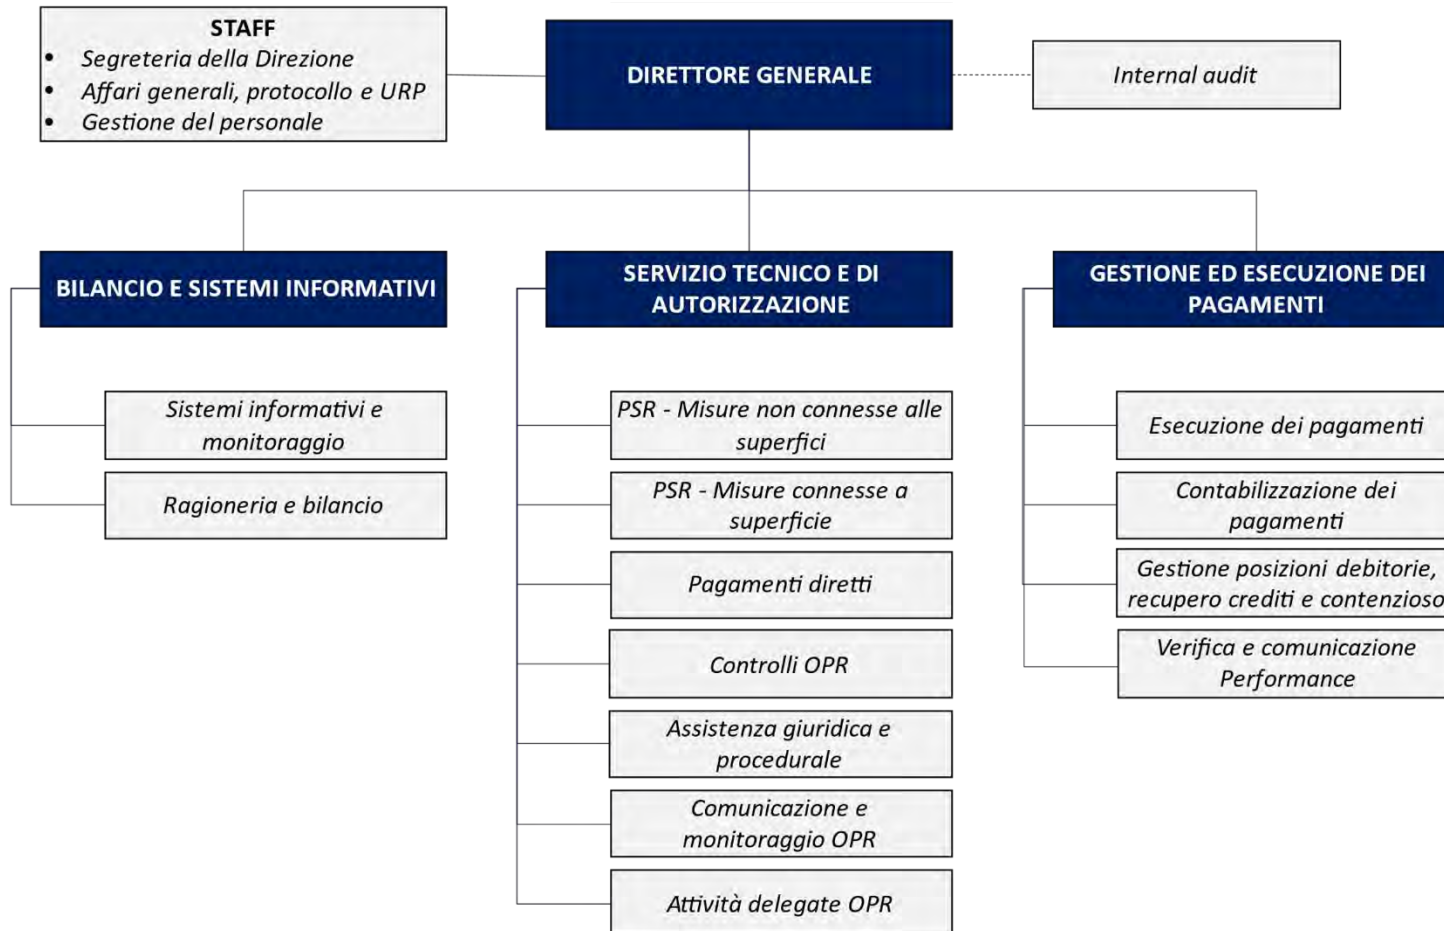 STAFF
• Segreteria della Direzione
• Affari generali, protocollo e URP
• Gestione del personale
DIRETTORE GENERALE
Internal audit
BILANCIO E SISTEMI INFORMATIVI
Sistemi informativi e
monitoraggio
Ragioneria e bilancio
SERVIZIO TECNICO E DI
AUTORIZZAZIONE
PSR - Misure non connesse alle
superfici
PSR - Misure connesse a
superficie
Pagamenti diretti
Controlli OPR
Assistenza giuridica e
procedurale
Comunicazione e
monitoraggio OPR
Attività delegate OPR
GESTIONE ED ESECUZIONE DEI
PAGAMENTI
Esecuzione dei pagamenti
Contabilizzazione dei
pagamenti
Gestione posizioni debitorie,
recupero crediti e contenzioso
Verifica e comunicazione
Performance